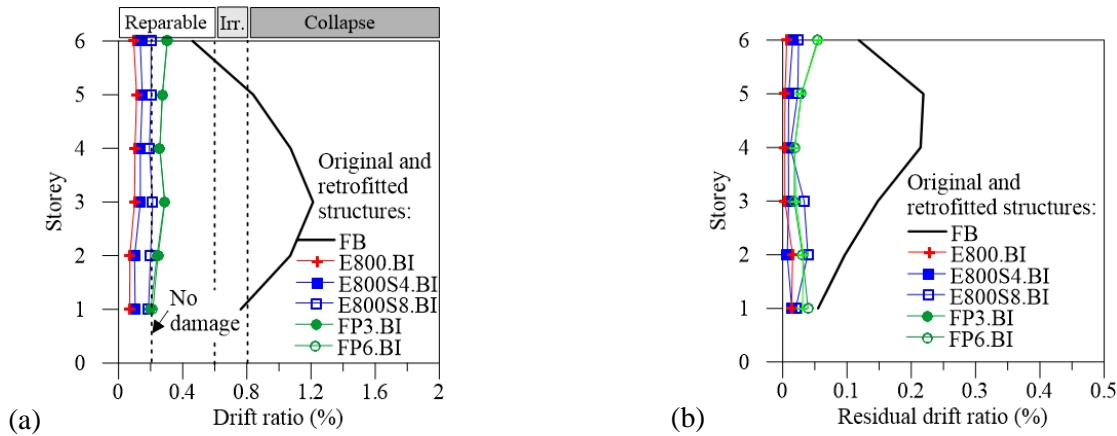 Reparable Irr. Collapse
6
5
4
3
2
1
0
Storey
Original and
retrofitted
structures:
FB
E800.BI
E800S4.BI
E800S8.BI
FP3.BI
FP6.BI
No
damage
0 0.4 0.8 1.2 1.6 2
Drift ratio (%)
(a)
6
5
4
3
2
1
0
Storey
Original and
retrofitted structures:
FB
E800.BI
E800S4.BI
E800S8.BI
FP3.BI
FP6.BI
0 0.1 0.2 0.3 0.4 0.5
Residual drift ratio (%)
(b)